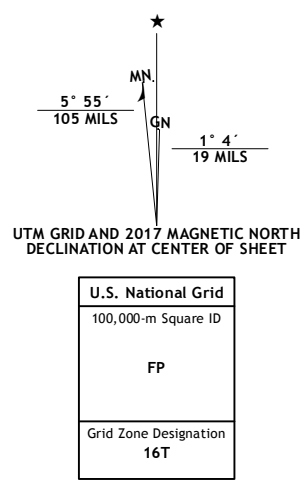 ★
MN.
5° 55´
105 MILS
GN
1° 4´
19 MILS
UTM GRID AND 2017 MAGNETIC NORTH
DECLINATION AT CENTER OF SHEET
U.S. National Grid
100,000-m Square ID
FP
Grid Zone Designation
16T